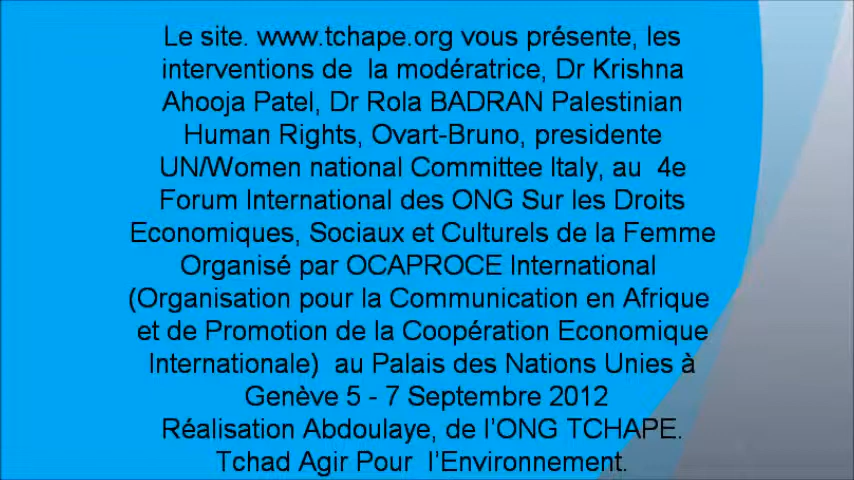 Le site. www.tchape.org vous présente, les
interventions de  la modératrice, Dr Krishna
Ahooja Patel, Dr Rola BADRAN Palestinian
Human Rights, Ovart-Bruno, presidente
UN/Women national Committee Italy, au  4e
Forum International des ONG Sur les Droits
Economiques, Sociaux et Culturels de la Femme
Organisé par OCAPROCE International
(Organisation pour la Communication en Afrique
et de Promotion de la Coopération Economique
Internationale)  au Palais des Nations Unies à
Genève 5 - 7 Septembre 2012
Réalisation Abdoulaye, de l'ONG TCHAPE.
Tchad Agir Pour  l'Environnement.